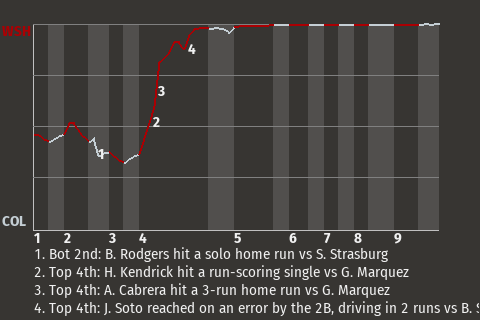 WSH
4
3
2
1
COL
1 2 3 4 5 6 7 8 9
1. Bot 2nd: B. Rodgers hit a solo home run vs S. Strasburg
2. Top 4th: H. Kendrick hit a run-scoring single vs G. Marquez
3. Top 4th: A. Cabrera hit a 3-run home run vs G. Marquez
4. Top 4th: J. Soto reached on an error by the 2B, driving in 2 runs vs B. S